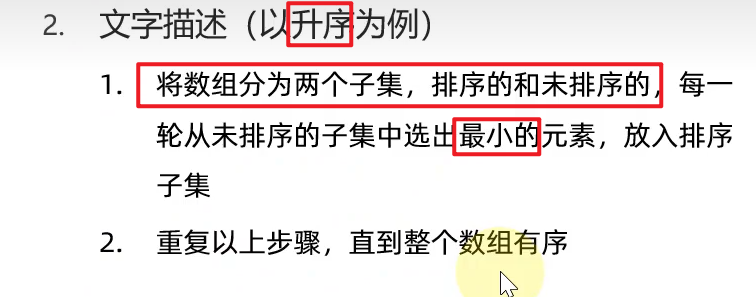 2. 文字描述（以升序为例）
1. 将数组分为两个子集，排序的和未排序的，每一
轮从未排序的子集中选出最小的元素，放入排序
子集
2. 重复以上步骤，直到整个数组有序